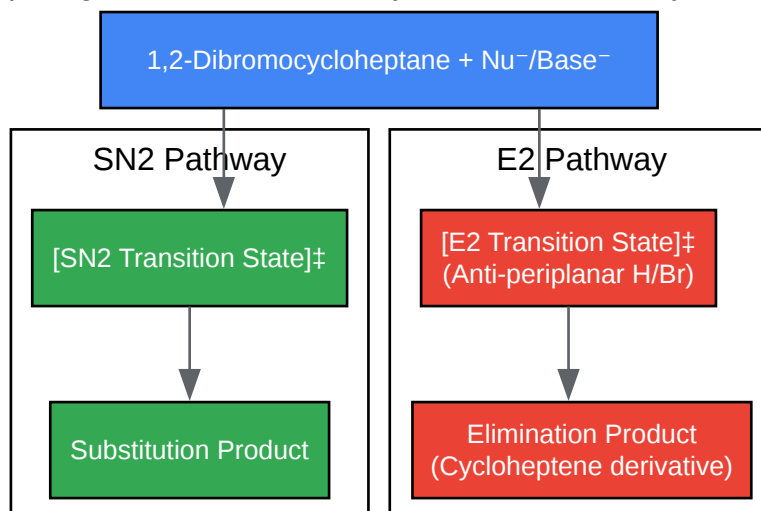 1,2-Dibromocycloheptane + Nu⁻/Base⁻
SN2 Pathway
E2 Pathway
[SN2 Transition State]‡
[E2 Transition State]‡
(Anti-periplanar H/Br)
Substitution Product
Elimination Product
(Cycloheptene derivative)